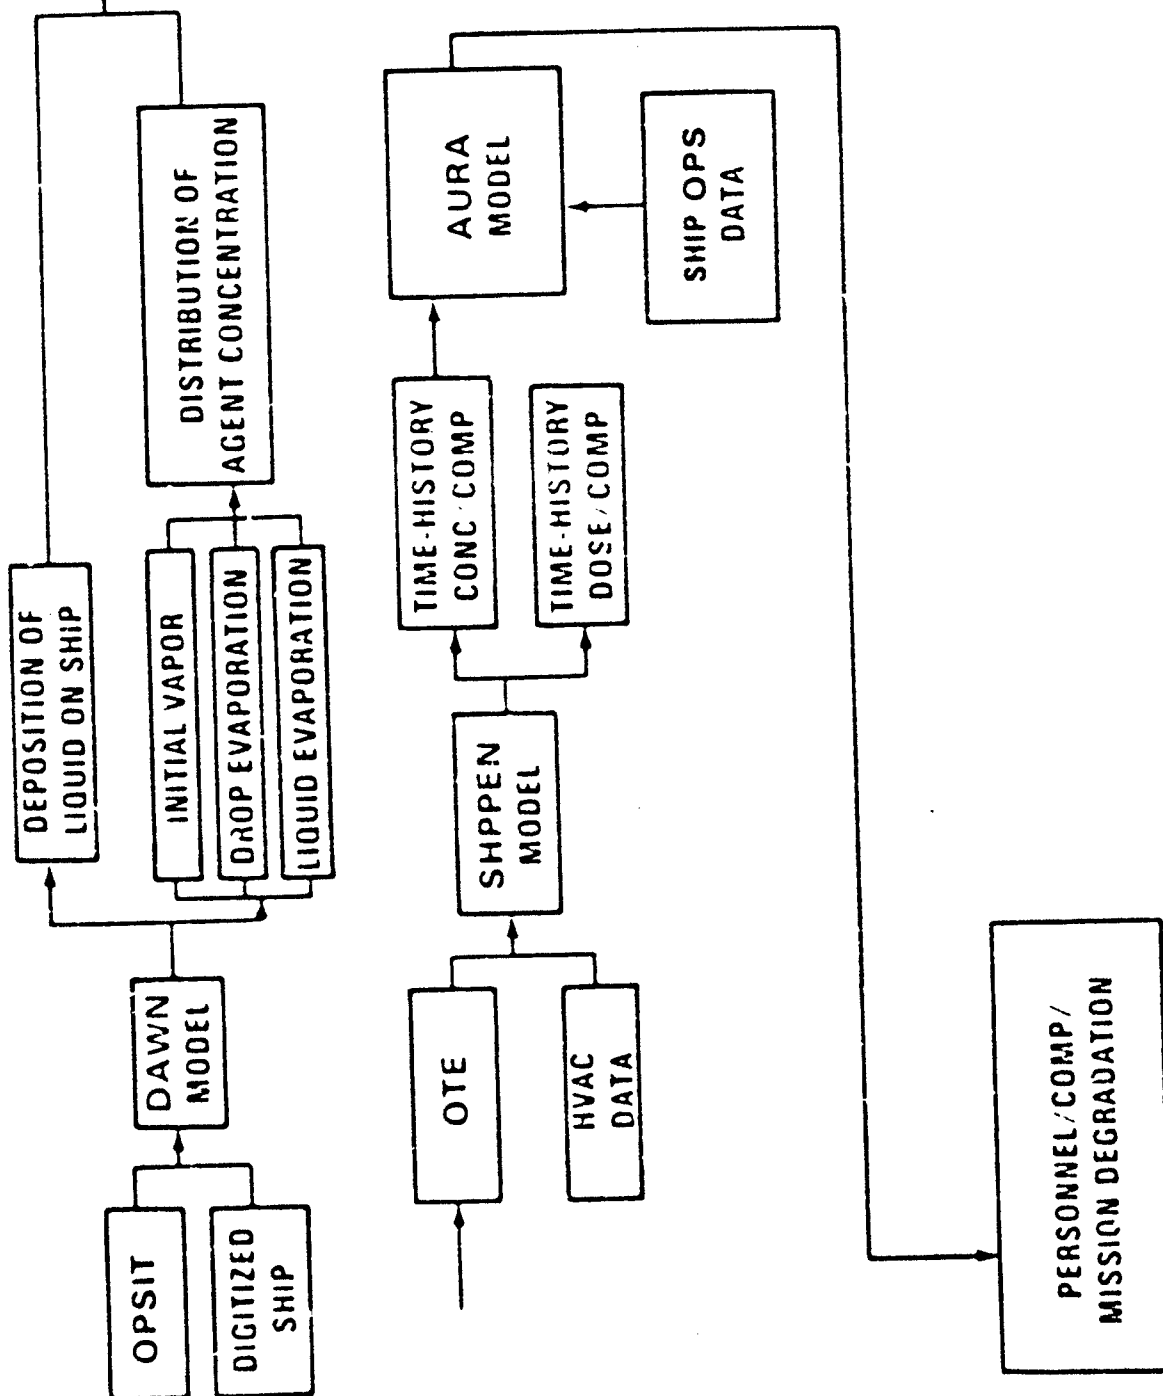 OPSIT
DIGITIZED
SHIP
DAWN
MODEL
DEPOSITION OF
LIQUID ON SHIP
INITIAL VAPOR
DROP EVAPORATION
LIQUID EVAPORATION
DISTRIBUTION OF
AGENT CONCENTRATION
OTE
HVAC
DATA
SHPPEN
MODEL
TIME-HISTORY
CONC/COMP
TIME-HISTORY
DOSE/COMP
AURA
MODEL
SHIP OPS
DATA
PERSONNEL/COMP/
MISSION DEGRADATION